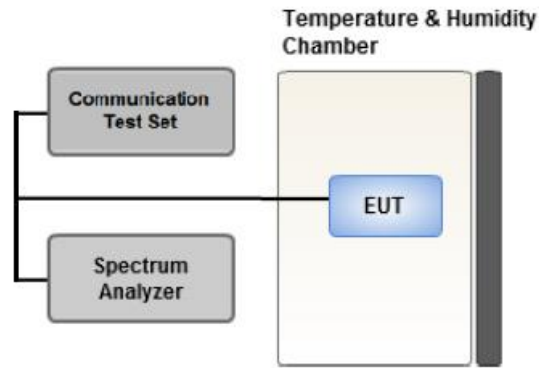 Temperature & Humidity
Chamber
Communication
Test Set
EUT
Spectrum
Analyzer